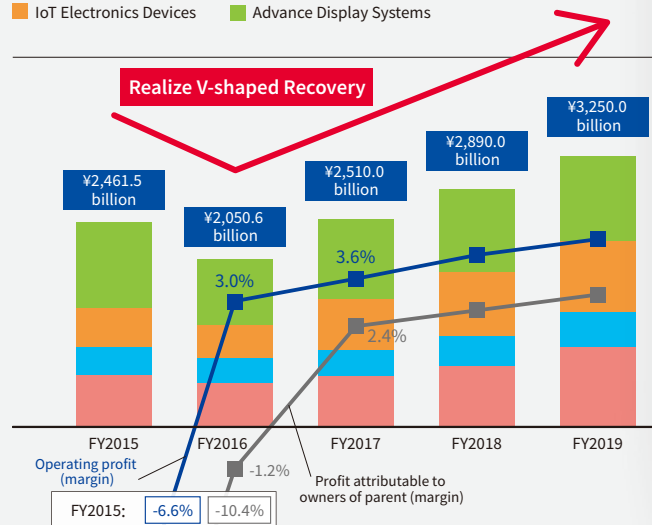 IoT Electronics Devices
Advance Display Systems
Realize V-shaped Recovery
¥2,461.5
billion
¥2,050.6
billion
¥2,510.0
billion
¥2,890.0
billion
¥3,250.0
billion
3.0%
3.6%
2.4%
-1.2%
FY2015
FY2016
FY2017
FY2018
FY2019
Operating profit
(margin)
Profit attributable to
owners of parent (margin)
FY2015:
-6.6%
-10.4%